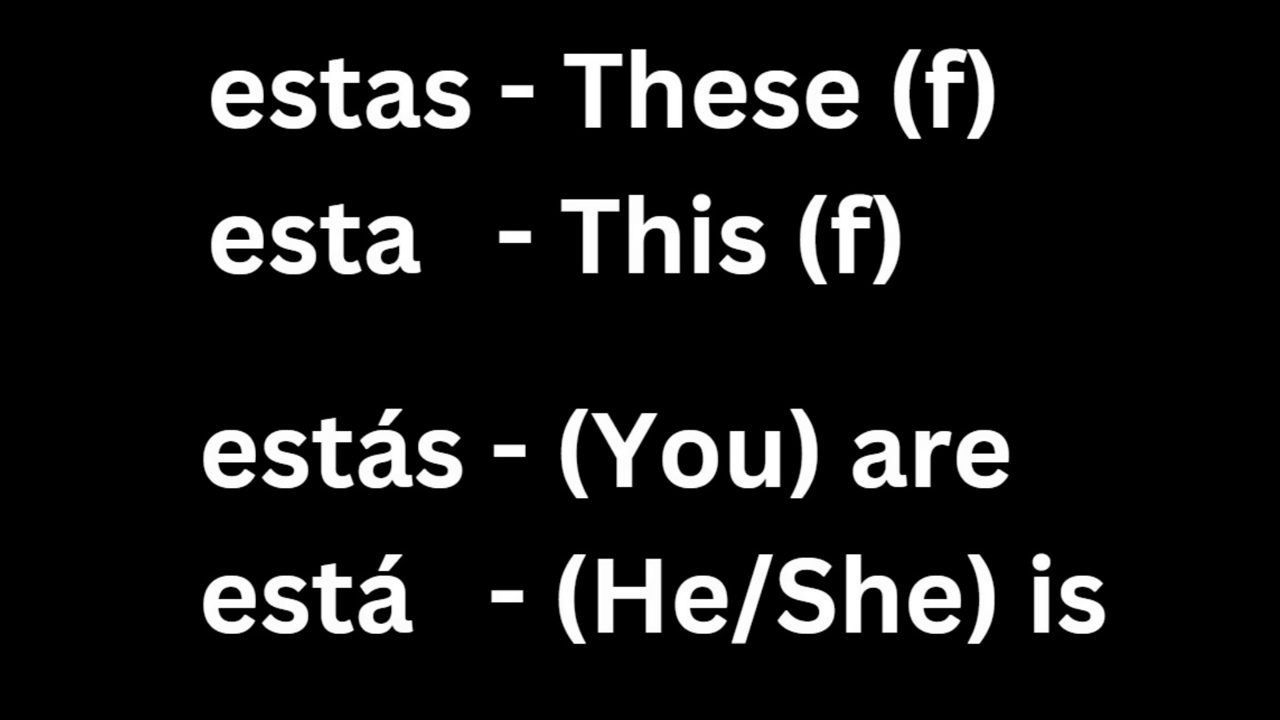 estas - These (f)
esta - This (f)
estás - (You) are
está - (He/She) is